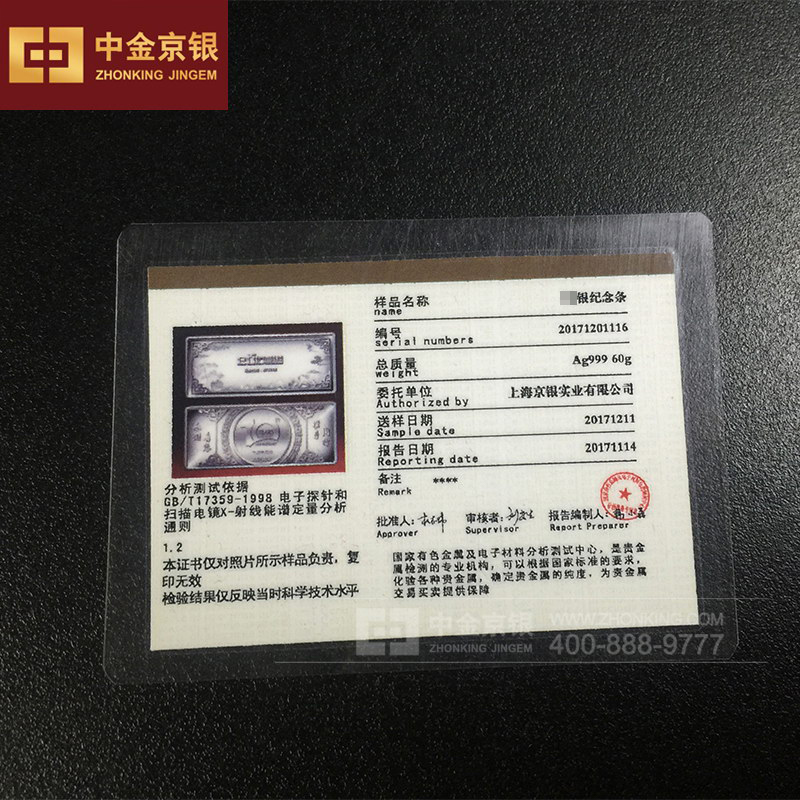 中金京银
ZHONKING JINGEM
样品名称 银纪念条
name
编号 20171201116
serial numbers
总质量 Ag999 60g
weight
委托单位 上海京银实业有限公司
Authorized by
送样日期 20171211
Sample date
报告日期 20171114
Reporting date
备注 ****
Remark
批准人: 审核者: 报告编制人:
Approver Supervisor Report Preparer
国家有色金属及电子材料分析测试中心，是贵金
属检测的专业机构，可以根据国家标准的要求，
化验各种贵金属，确定贵金属的纯度，为贵金属
交易买卖提供保障
分析测试依据
GB/T17359-1998 电子探针和
扫描电镜X-射线能谱定量分析
通则
1.2
本证书仅对照片所示样品负责，复
印无效
检验结果仅反映当时科学技术水平
中金京银
ZHONKING JINGEM
WWW.ZHONKING.COM
400-888-9777